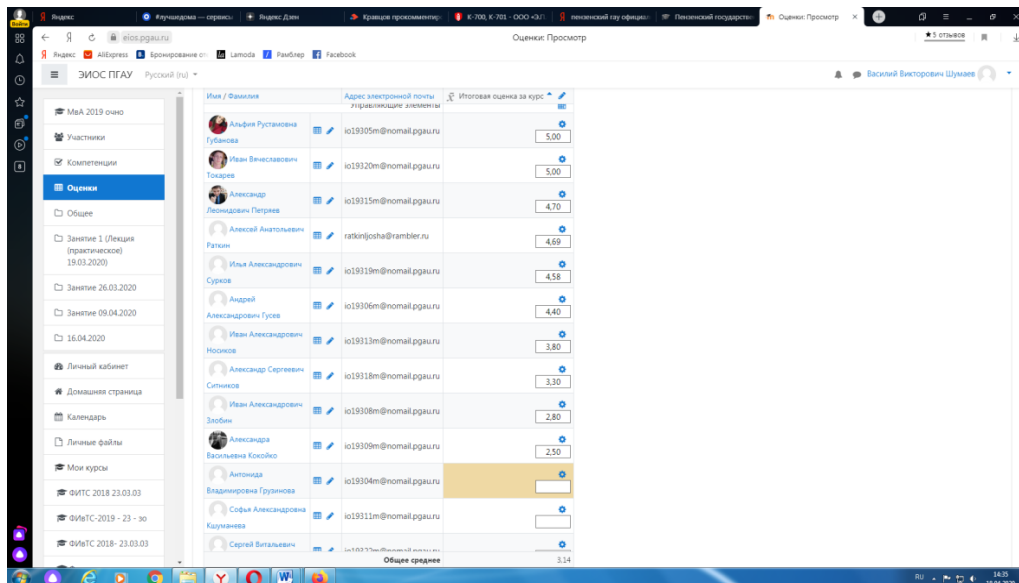 Войти
Яндекс
#лучшедома — сервисы
Яндекс Дзен
Кравцов прокомментиро
К-700, К-701 - ООО «ЭЛ
пензенский гау официал
Пензенский государстве
Оценки: Просмотр
eios.pgau.ru
Оценки: Просмотр
★5 отзывов
Яндекс
AliExpress
Бронирование от
Lamoda
Рамблер
Facebook
ЭИОС ПГАУ
Русский (ru)
Василий Викторович Шумаев
МвА 2019 очно
Участники
Компетенции
Оценки
Общее
Занятие 1 (Лекция
(практическое)
19.03.2020)
Занятие 26.03.2020
Занятие 09.04.2020
16.04.2020
Личный кабинет
Домашняя страница
Календарь
Личные файлы
Мои курсы
ФИТС 2018 23.03.03
ФИвТС-2019 - 23 - зо
ФИвТС 2018- 23.03.03
Имя / Фамилия
Адрес электронной почты
Итоговая оценка за курс
Управляющие элементы
Альфия Рустамовна
Губанова
io19305m@nomail.pgau.ru
5,00
Иван Вячеславович
Токарев
io19320m@nomail.pgau.ru
5,00
Александр
Леонидович Петряев
io19315m@nomail.pgau.ru
4,70
Алексей Анатольевич
Раткин
ratkinljosha@rambler.ru
4,69
Илья Александрович
Сурков
io19319m@nomail.pgau.ru
4,58
Андрей
Александрович Гусев
io19306m@nomail.pgau.ru
4,40
Иван Александрович
Носиков
io19313m@nomail.pgau.ru
3,80
Александр Сергеевич
Ситников
io19318m@nomail.pgau.ru
3,30
Иван Александрович
Злобин
io19308m@nomail.pgau.ru
2,80
Александра
Васильевна Кокойко
io19309m@nomail.pgau.ru
2,50
Антонида
Владимировна Грузинова
io19304m@nomail.pgau.ru
Софья Александровна
Кшуманева
io19311m@nomail.pgau.ru
Сергей Витальевич
io19322m@nomail.pgau.ru
Общее среднее
3,14
RU
14:35